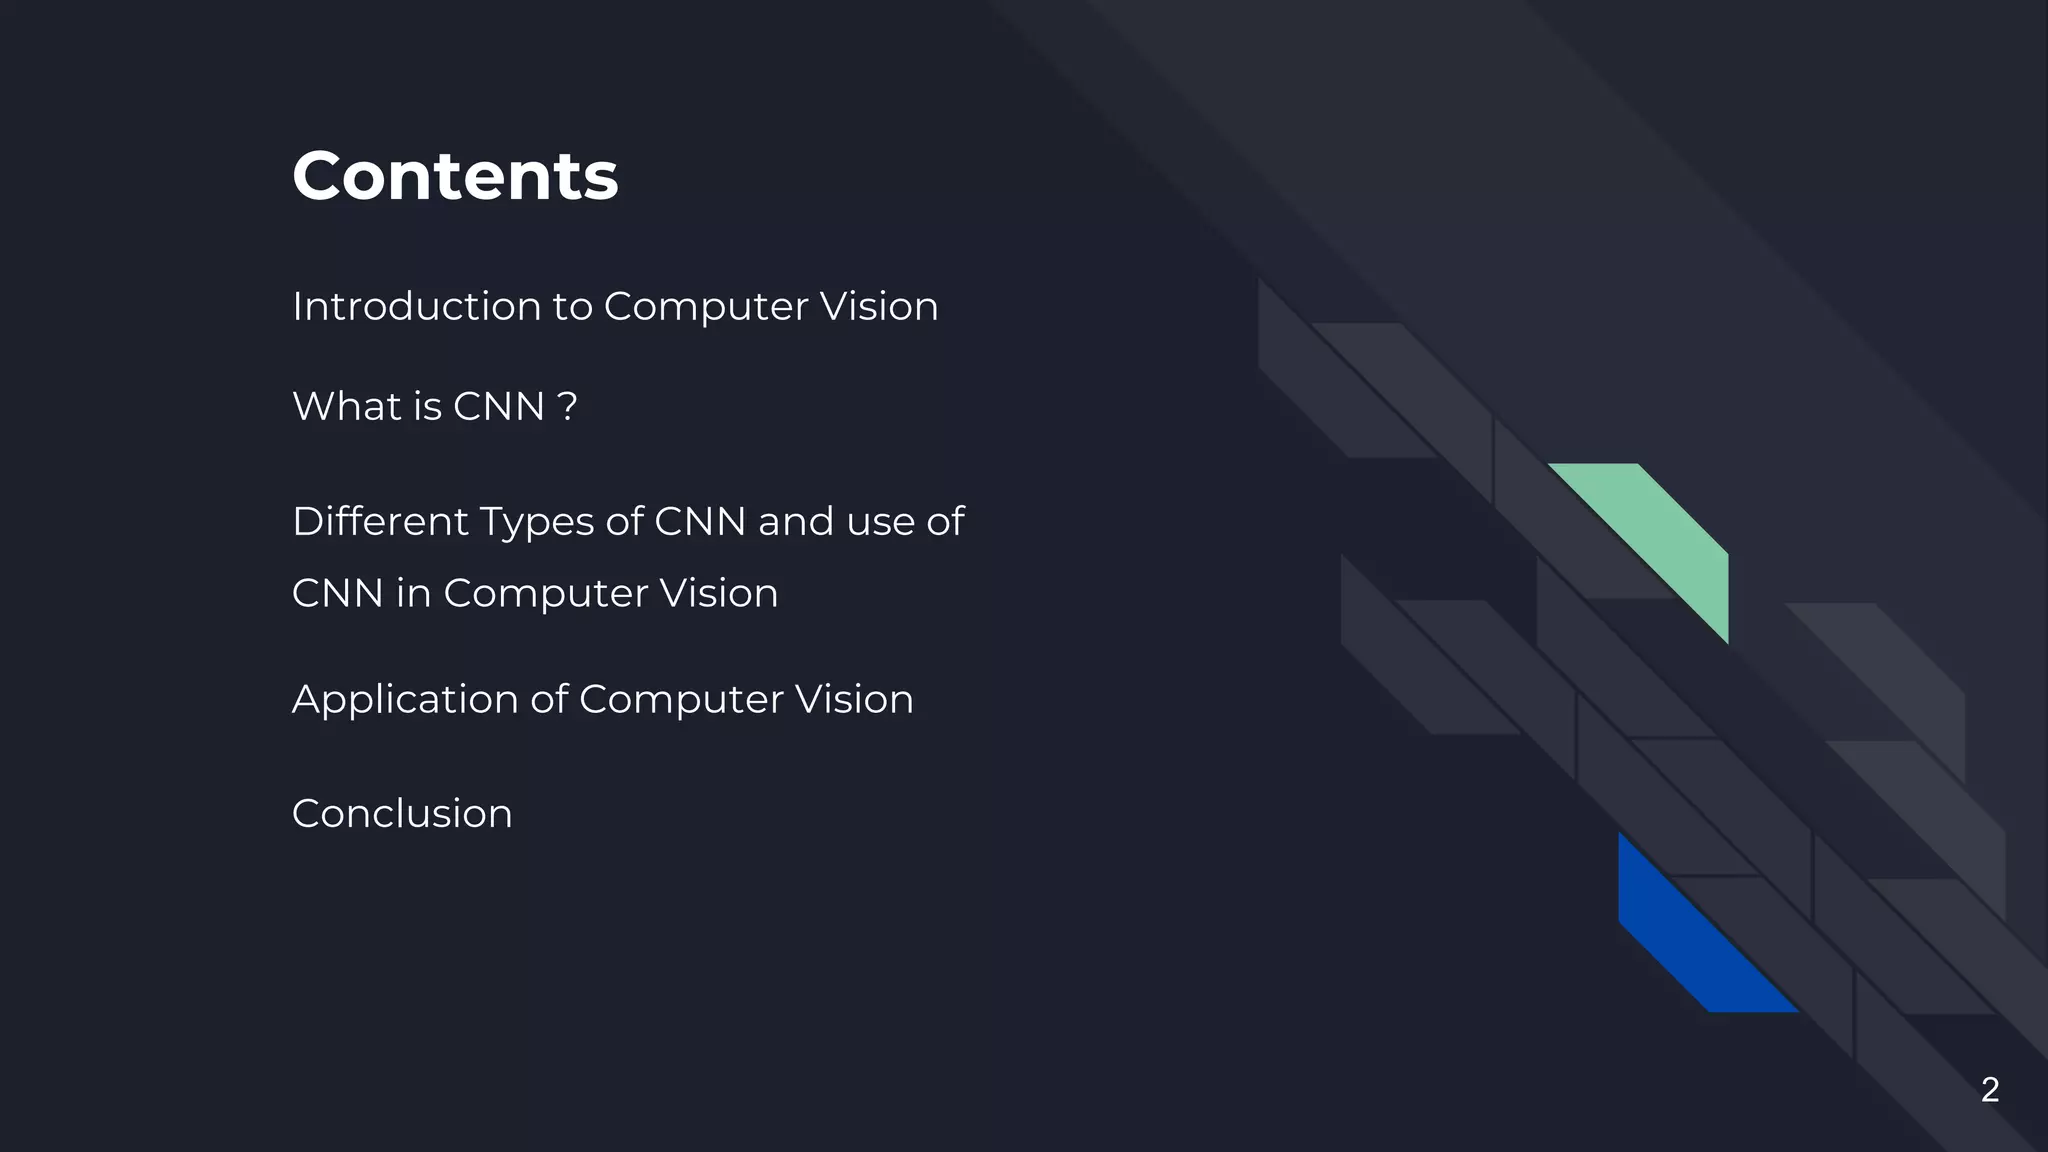 Contents
Introduction to Computer Vision
What is CNN ?
Different Types of CNN and use of
CNN in Computer Vision
Application of Computer Vision
Conclusion
2